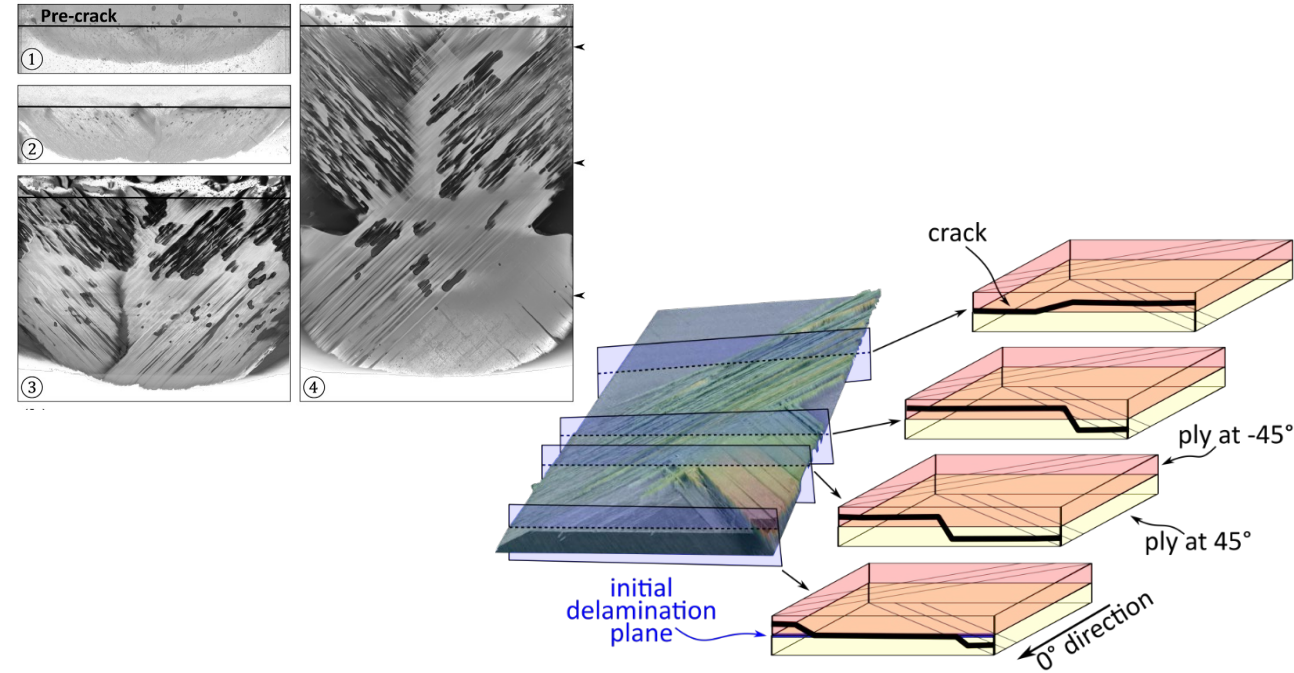 Pre-crack
①
②
③
④
crack
ply at -45°
ply at 45°
initial
delamination
plane
0° direction